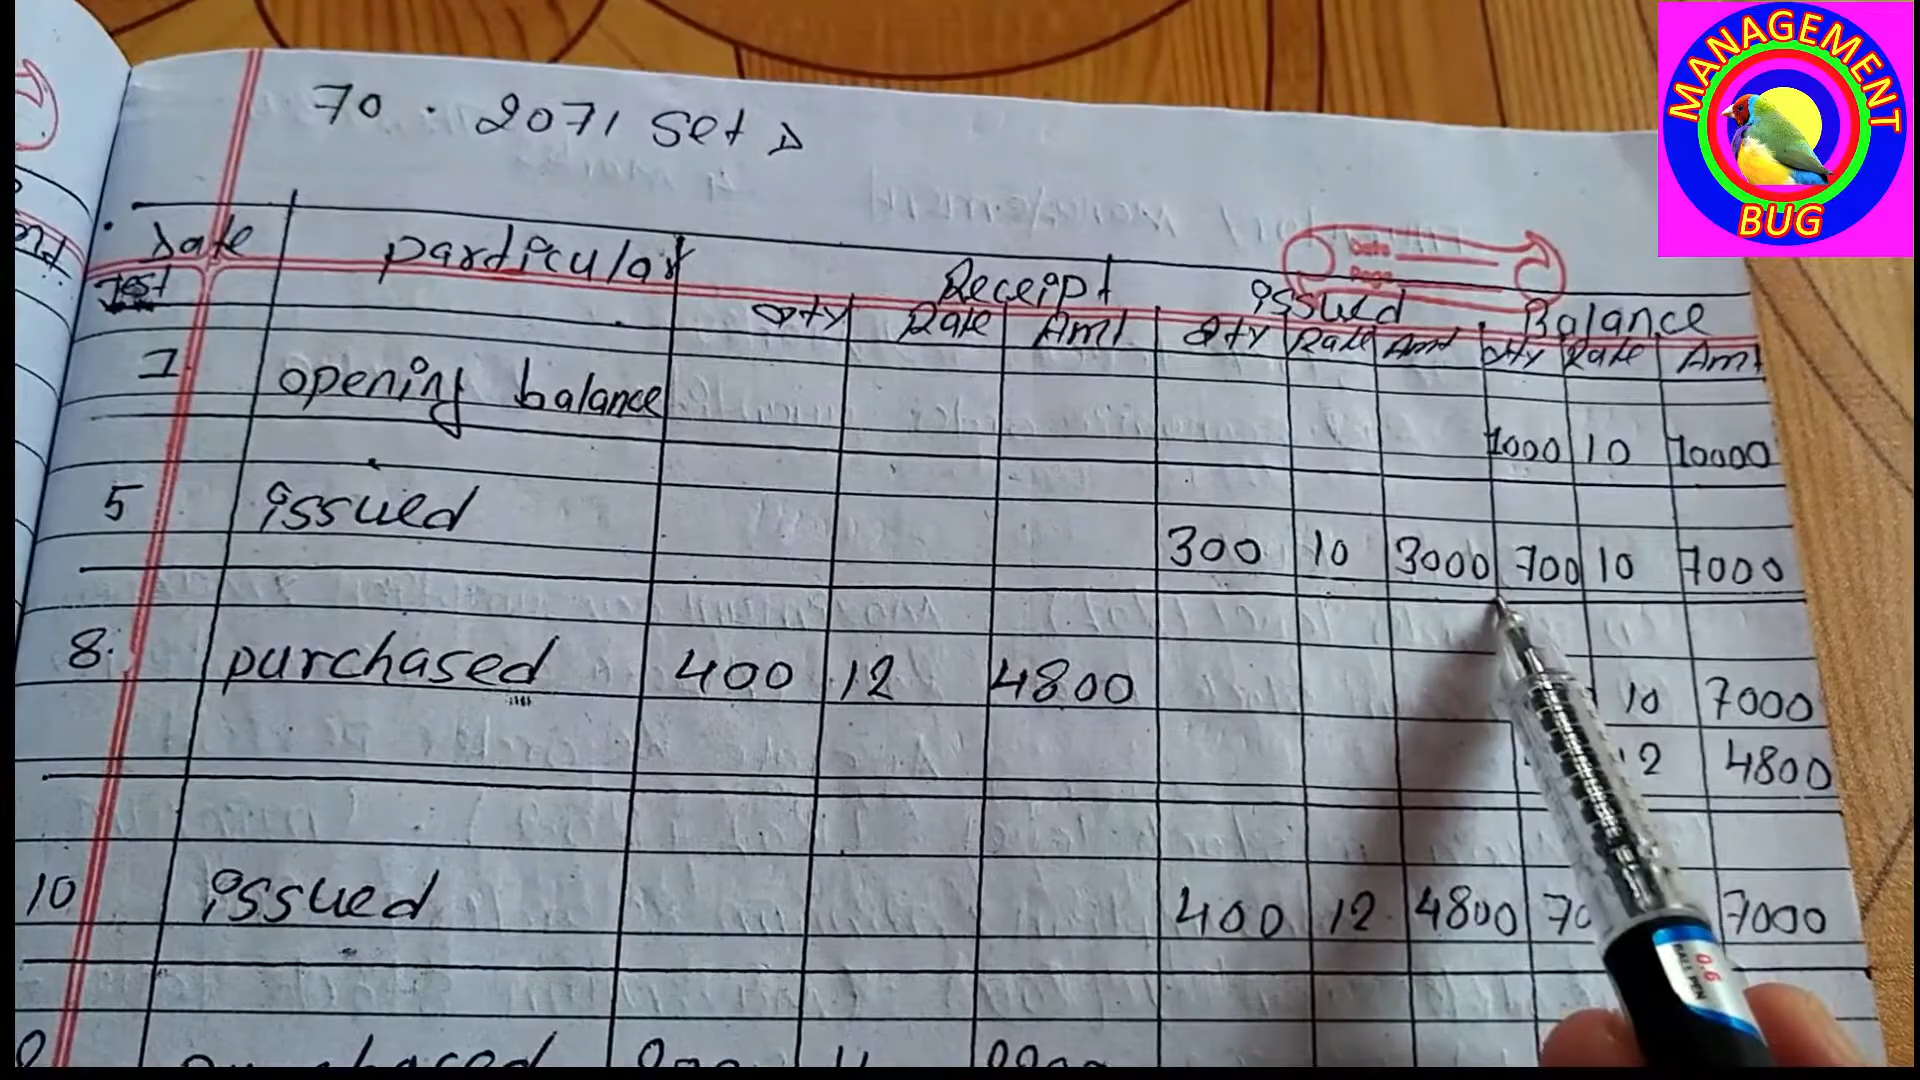 MANAGEMENT
BUG
70 . 2071 Set D
Date Particular Receipt issued Balance
Qty Rate Amt Qty Rate Amt Qty Rate Amt
1 opening balance 1000 10 10000
5 issued 300 10 3000 700 10 7000
8. purchased 400 12 4800 10 7000
4800
10 issued 400 12 4800 7000